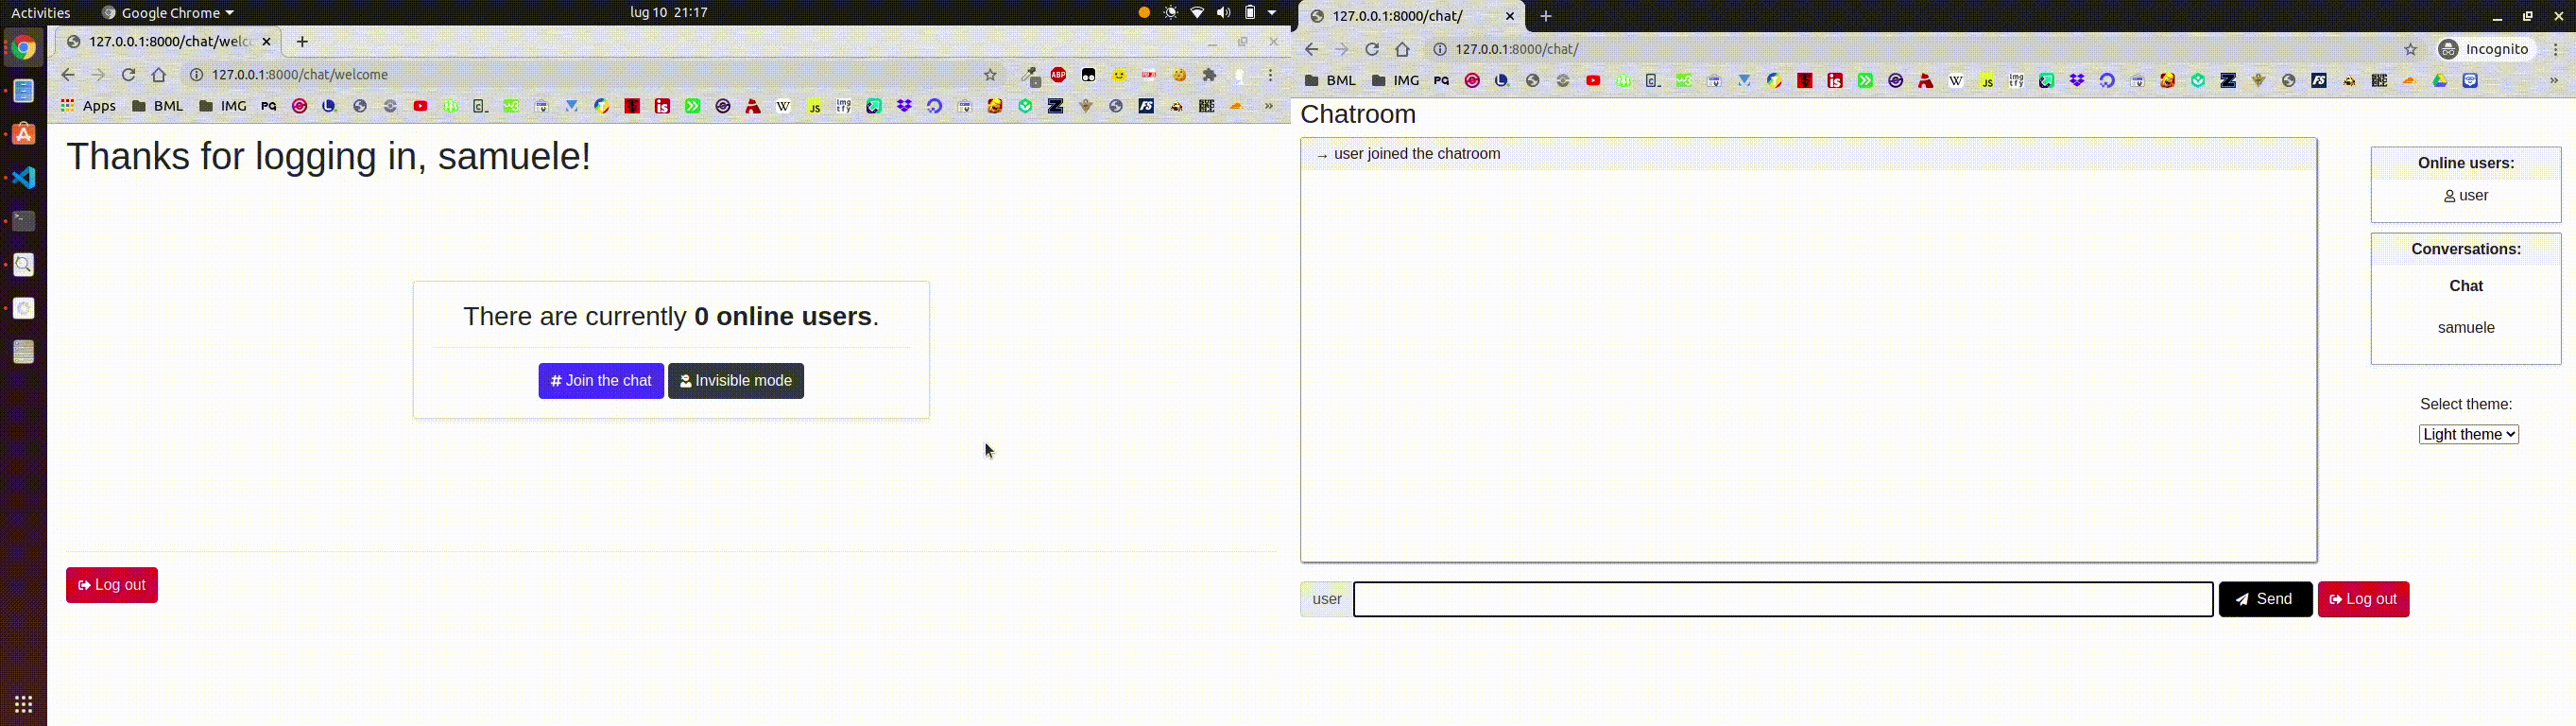 Activities
Google Chrome
lug 10 21:17
127.0.0.1:8000/chat/welc
127.0.0.1:8000/chat/welcome
ABP
Apps
BML
IMG
PQ
Thanks for logging in, samuele!
There are currently 0 online users.
# Join the chat
Invisible mode
Log out
127.0.0.1:8000/chat/
127.0.0.1:8000/chat/
Incognito
BML
IMG
PQ
Chatroom
→ user joined the chatroom
Online users:
user
Conversations:
Chat
samuele
Select theme:
Light theme
user
Send
Log out